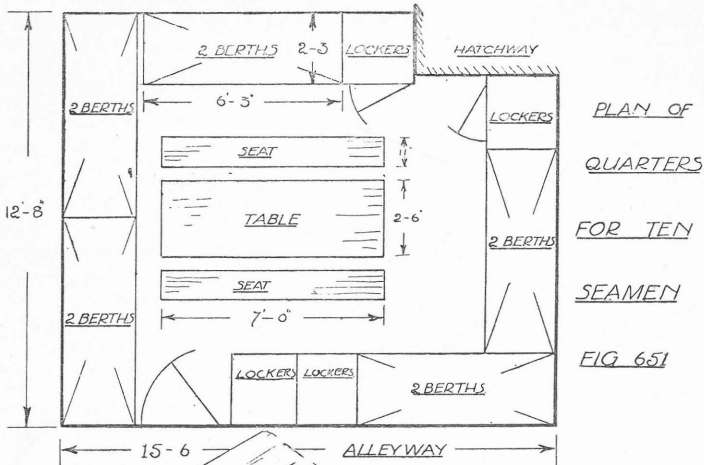 2 BERTHS
2-3
LOCKERS
HATCHWAY
6'-3"
2 BERTHS
LOCKERS
PLAN OF
QUARTERS
FOR TEN
SEAMEN
FIG 651
SEAT
11"
TABLE
2-6"
12'-8"
2 BERTHS
SEAT
7'-0"
2 BERTHS
LOCKERS
LOCKERS
2 BERTHS
15-6
ALLEYWAY